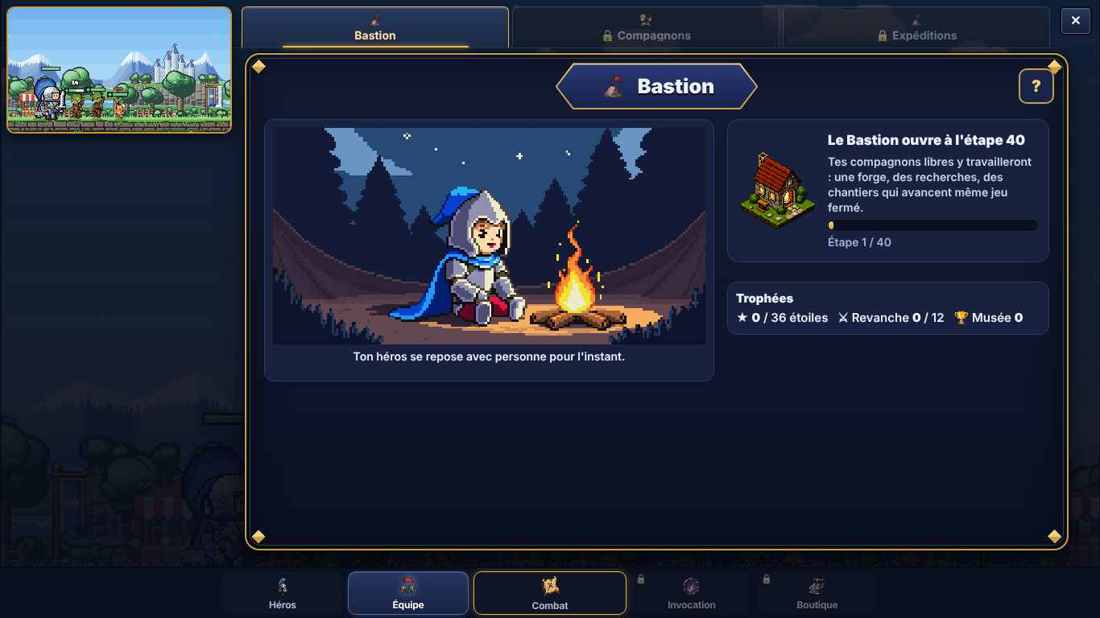 Bastion
Compagnons
Expéditions
×
Bastion
?
Le Bastion ouvre à l'étape 40
Tes compagnons libres y travailleront
: une forge, des recherches, des
chantiers qui avancent même jeu
fermé.
Étape 1 / 40
Ton héros se repose avec personne pour l'instant.
Trophées
★ 0 / 36 étoiles ⚔ Revanche 0 / 12 🏆 Musée 0
Héros
Équipe
Combat
Invocation
Boutique